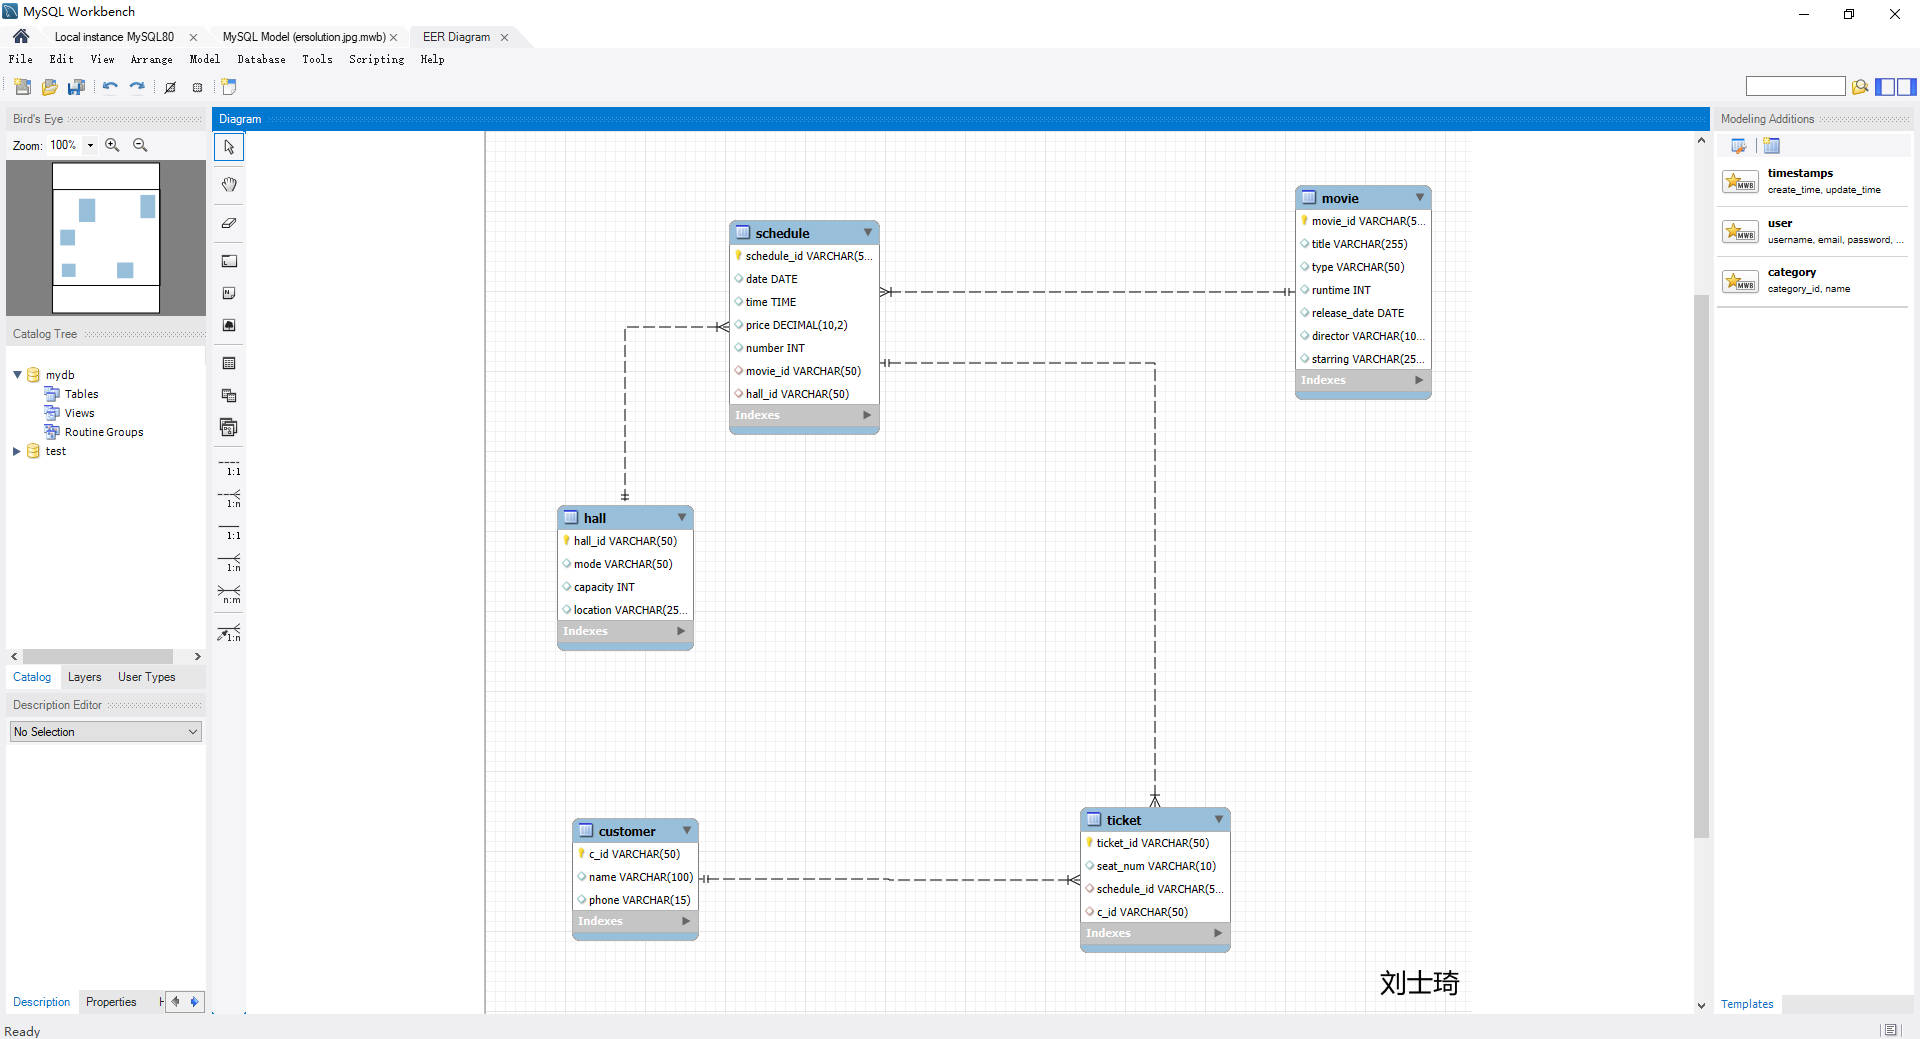 MySQL Workbench
Local instance MySQL80
MySQL Model (ersolution.jpg.mwb)
EER Diagram
File Edit View Arrange Model Database Tools Scripting Help
Bird's Eye
Zoom: 100%
Catalog Tree
mydb
Tables
Views
Routine Groups
test
Catalog Layers User Types
Description Editor
No Selection
Description Properties H
Ready
Diagram
1:1
1:n
1:1
1:n
n:m
1:n
schedule
schedule_id VARCHAR(5...
date DATE
time TIME
price DECIMAL(10,2)
number INT
movie_id VARCHAR(50)
hall_id VARCHAR(50)
Indexes
movie
movie_id VARCHAR(5...
title VARCHAR(255)
type VARCHAR(50)
runtime INT
release_date DATE
director VARCHAR(10...
starring VARCHAR(25...
Indexes
hall
hall_id VARCHAR(50)
mode VARCHAR(50)
capacity INT
location VARCHAR(25...
Indexes
customer
c_id VARCHAR(50)
name VARCHAR(100)
phone VARCHAR(15)
Indexes
ticket
ticket_id VARCHAR(50)
seat_num VARCHAR(10)
schedule_id VARCHAR(5...
c_id VARCHAR(50)
Indexes
刘士琦
Modeling Additions
MWB
timestamps
create_time, update_time
MWB
user
username, email, password, ...
MWB
category
category_id, name
Templates